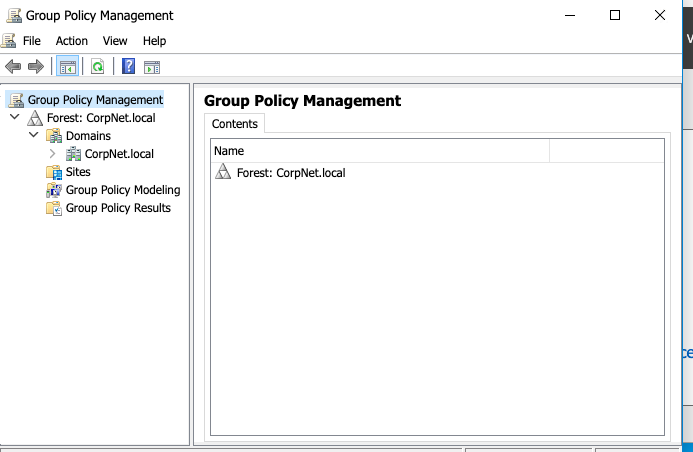 Group Policy Management
File Action View Help
Group Policy Management
Forest: CorpNet.local
Domains
CorpNet.local
Sites
Group Policy Modeling
Group Policy Results
Group Policy Management
Contents
Name
Forest: CorpNet.local